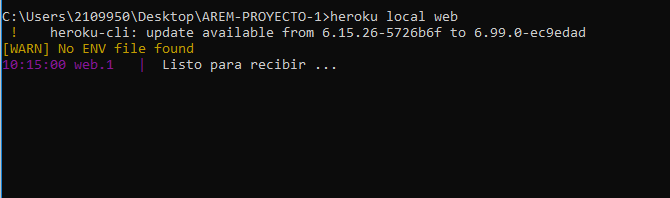 C:\Users\2109950\Desktop\AREM-PROYECTO-1>heroku local web
!    heroku-cli: update available from 6.15.26-5726b6f to 6.99.0-ec9edad
[WARN] No ENV file found
10:15:00 web.1   |  Listo para recibir ...